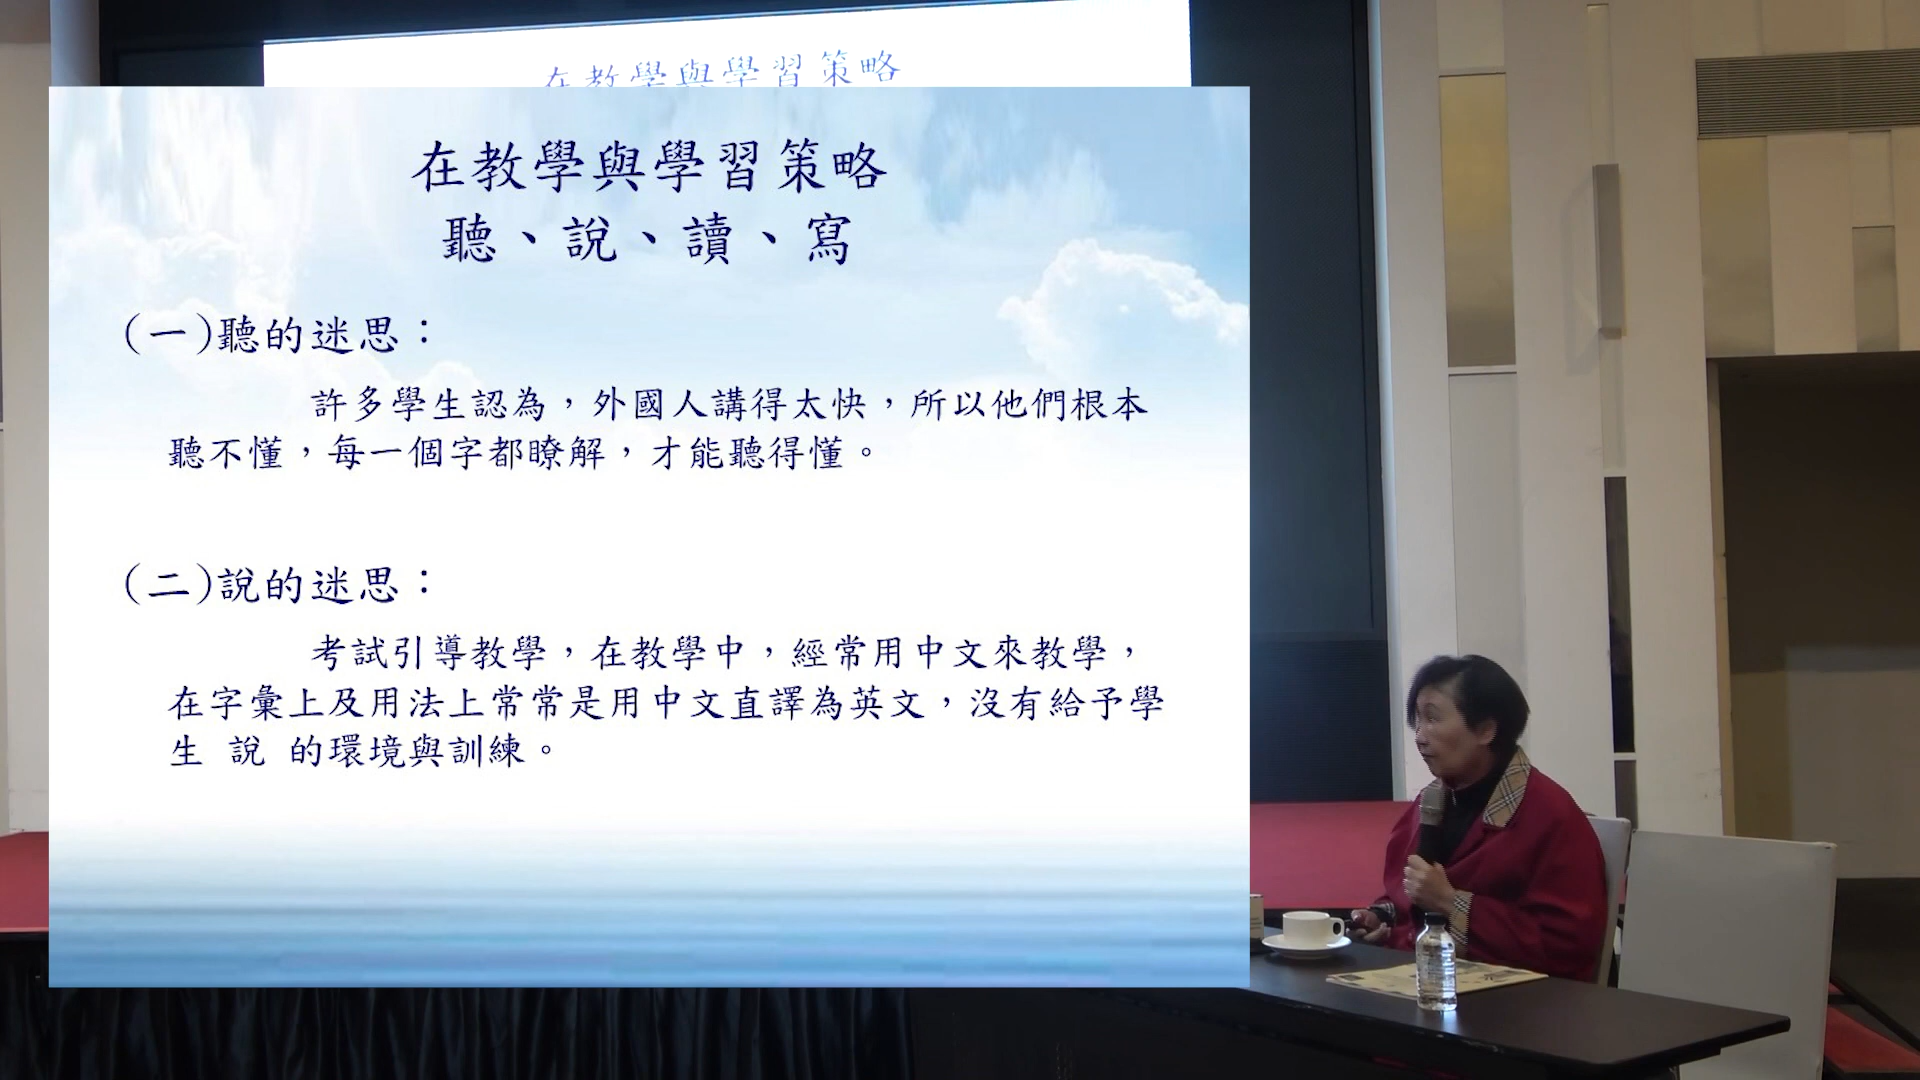 在教學與學習策略
在教學與學習策略
聽、說、讀、寫
(一)聽的迷思：
許多學生認為，外國人講得太快，所以他們根本
聽不懂，每一個字都瞭解，才能聽得懂。
(二)說的迷思：
考試引導教學，在教學中，經常用中文來教學，
在字彙上及用法上常常是用中文直譯為英文，沒有給予學
生 說 的環境與訓練。